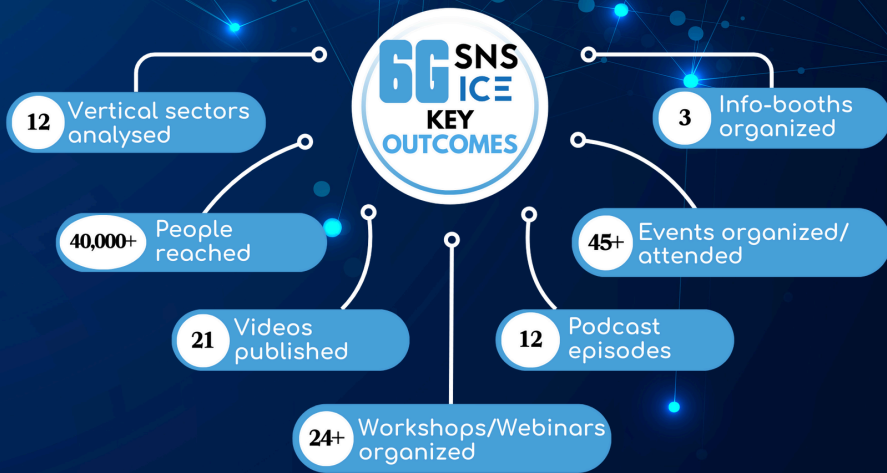 6G SNS
ICE
KEY
OUTCOMES
12 Vertical sectors
analysed
3 Info-booths
organized
40,000+ People
reached
45+ Events organized/
attended
21 Videos
published
12 Podcast
episodes
24+ Workshops/Webinars
organized